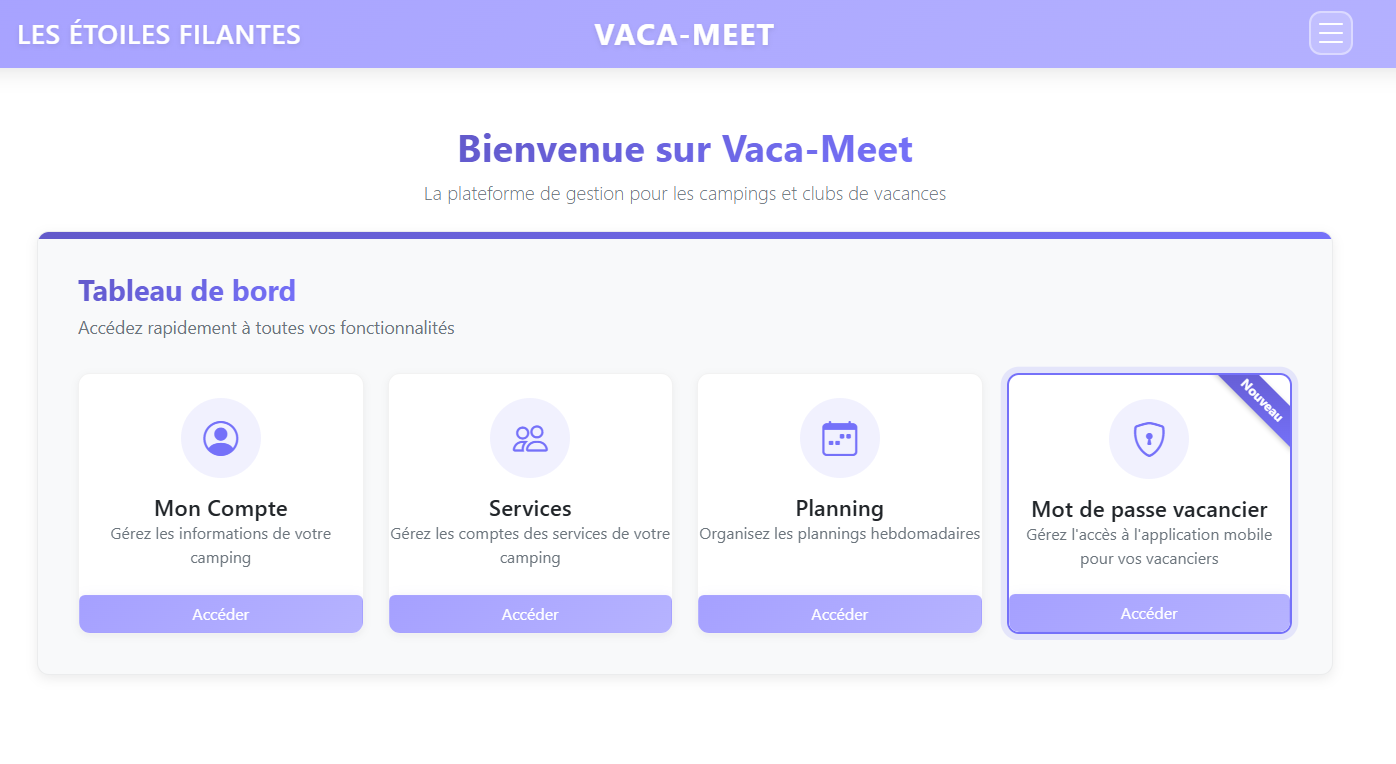 LES ÉTOILES FILANTES
VACA-MEET
Bienvenue sur Vaca-Meet
La plateforme de gestion pour les campings et clubs de vacances
Tableau de bord
Accédez rapidement à toutes vos fonctionnalités
Mon Compte
Gérez les informations de votre
camping
Accéder
Services
Gérez les comptes des services de votre
camping
Accéder
Planning
Organisez les plannings hebdomadaires
Accéder
Nouveau
Mot de passe vacancier
Gérez l'accès à l'application mobile
pour vos vacanciers
Accéder